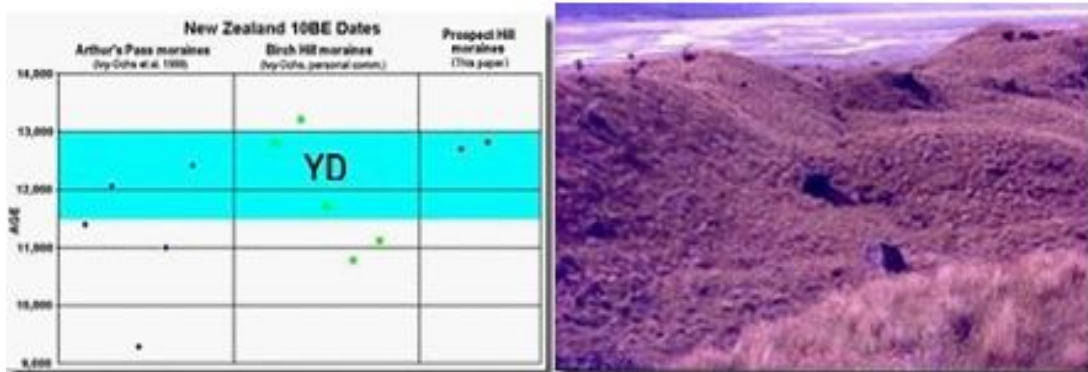 New Zealand 10BE Dates
Arthur's Pass moraines
(Ivy-Ochs et al. 1999)
Birch Hill moraines
(Ivy-Ochs, personal comm.)
Prospect Hill
moraines
(This paper)
14,000
13,000
12,000
11,000
10,000
9,000
AGE
YD